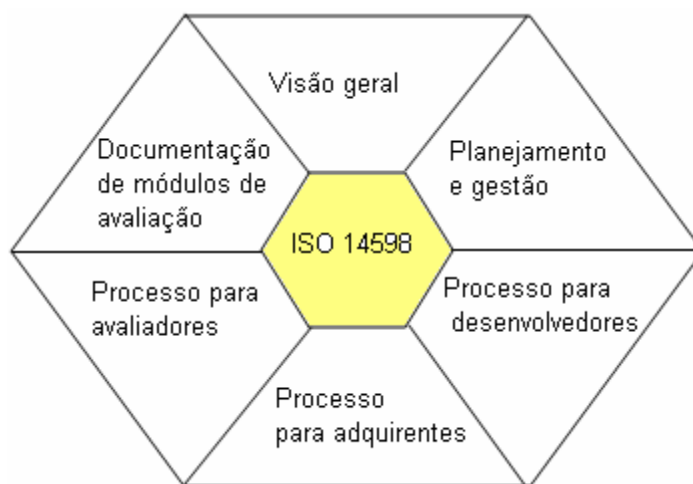 Visão geral
Documentação
de módulos de
avaliação
Planejamento
e gestão
ISO 14598
Processo para
avaliadores
Processo para
desenvolvedores
Processo
para adquirentes